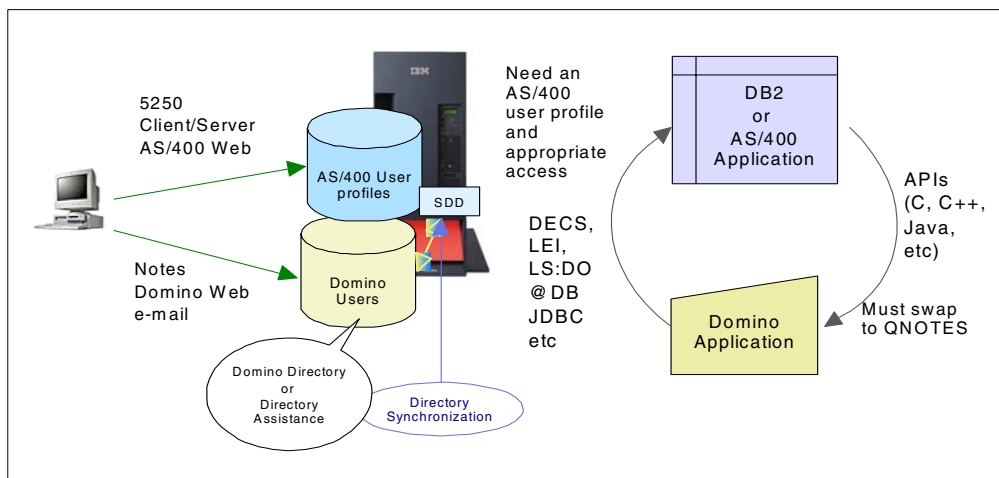 5250
Client/Server
AS/400 Web
IBM
AS/400 User
profiles
SDD
Domino
Users
Notes
Domino Web
e-mail
Domino Directory
or
Directory
Assistance
Directory
Synchronization
Need an
AS/400
user profile
and
appropriate
access
DECS,
LEI,
LS:DO
@DB
JDBC
etc
DB2
or
AS/400
Application
APIs
(C, C++,
Java,
etc)
Must swap
to QNOTES
Domino
Application